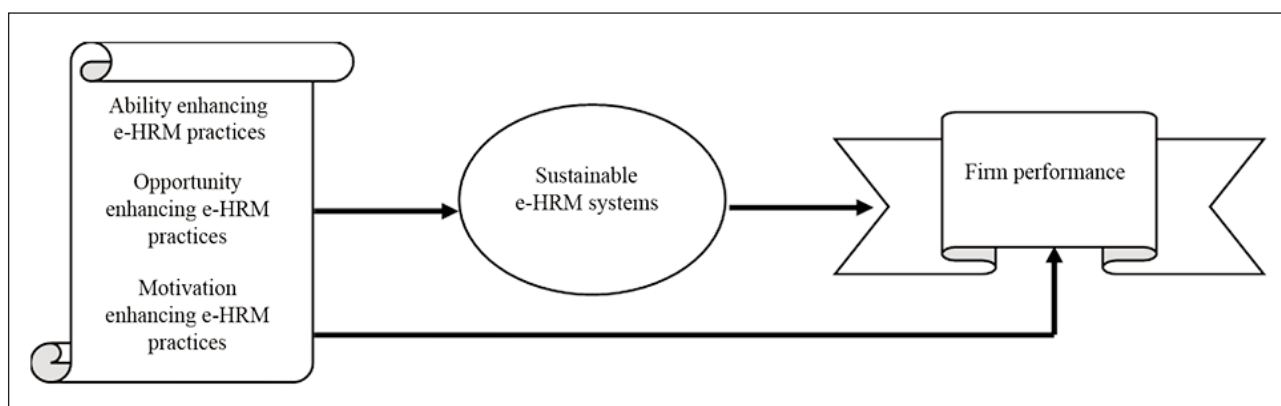 Ability enhancing
e-HRM practices
Opportunity
enhancing e-HRM
practices
Motivation
enhancing e-HRM
practices
Sustainable
e-HRM systems
Firm performance